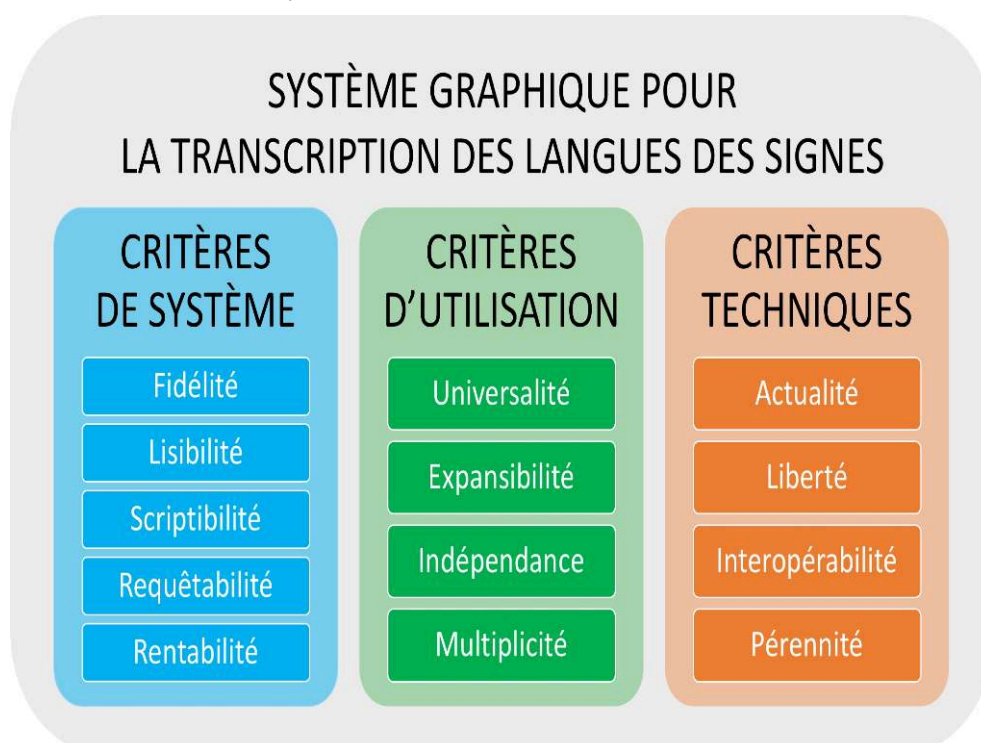 SYSTÈME GRAPHIQUE POUR
LA TRANSCRIPTION DES LANGUES DES SIGNES
CRITÈRES
DE SYSTÈME
Fidélité
Lisibilité
Scriptibilité
Requêtabilité
Rentabilité
CRITÈRES
D’UTILISATION
Universalité
Expansibilité
Indépendance
Multiplicité
CRITÈRES
TECHNIQUES
Actualité
Liberté
Interopérabilité
Pérennité